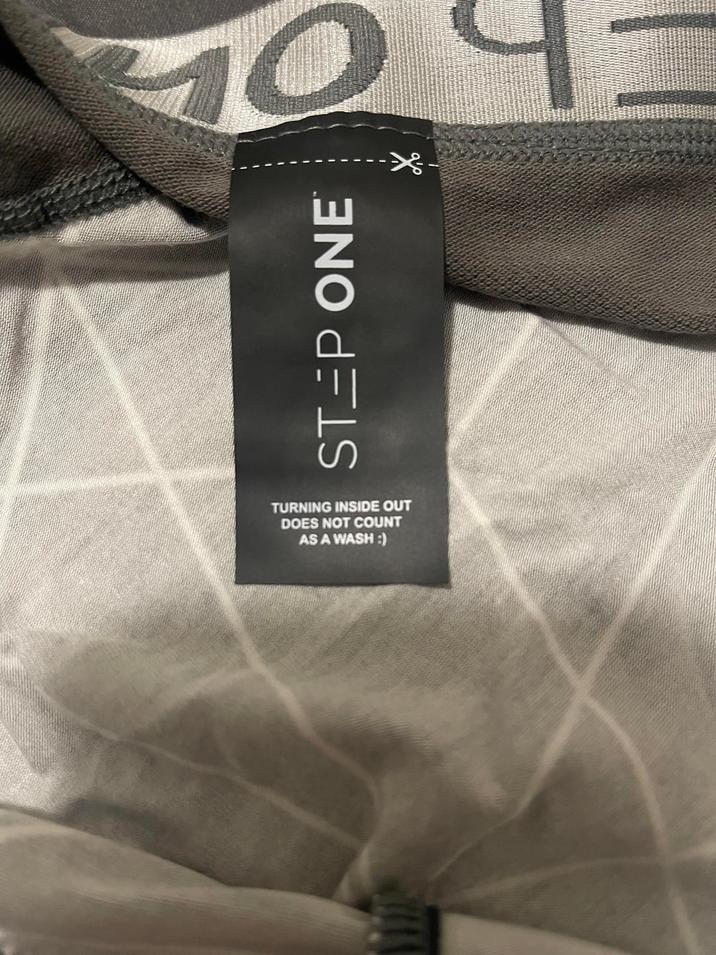 STEP ONE
TURNING INSIDE OUT
DOES NOT COUNT
AS A WASH :)